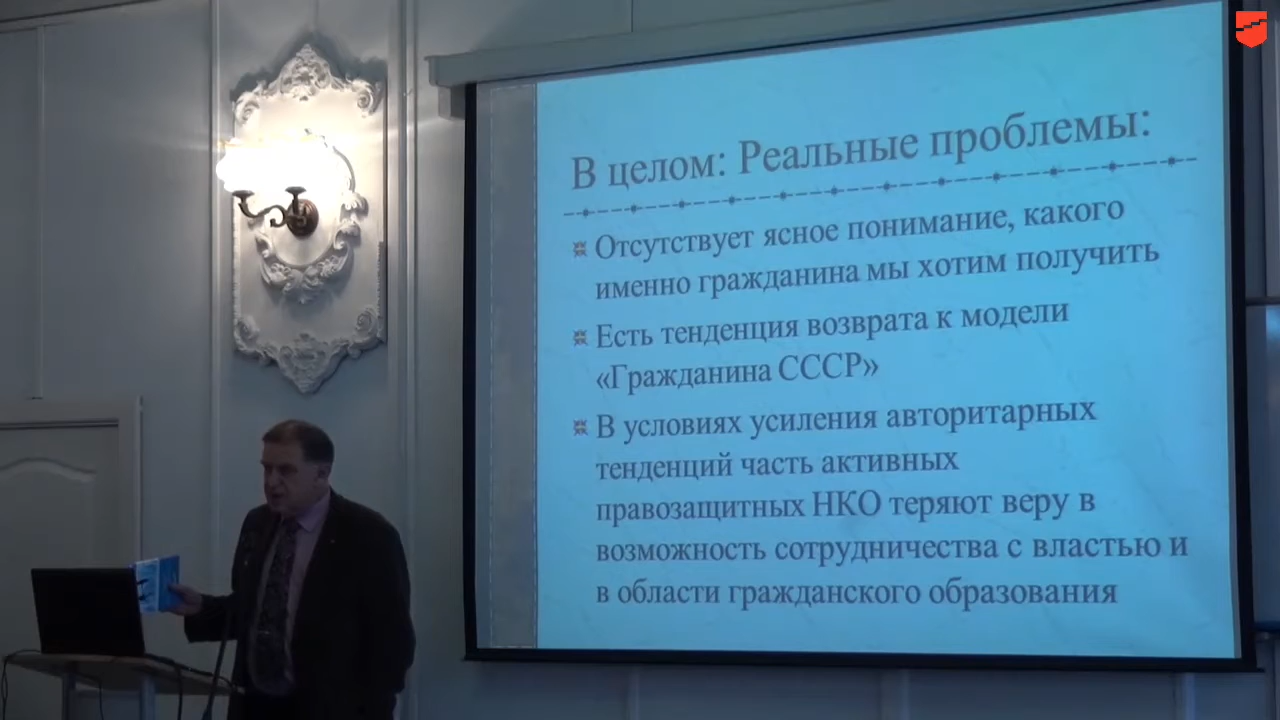 В целом: Реальные проблемы:
Отсутствует ясное понимание, какого
именно гражданина мы хотим получить
Есть тенденция возврата к модели
«Гражданина СССР»
В условиях усиления авторитарных
тенденций часть активных
правозащитных НКО теряют веру в
возможность сотрудничества с властью и
в области гражданского образования